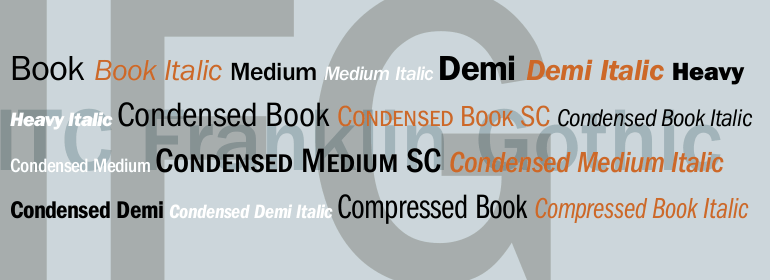 IFG
ITC Franklin Gothic
Book Book Italic Medium Medium Italic Demi Demi Italic Heavy
Heavy Italic Condensed Book Condensed Book SC Condensed Book Italic
Condensed Medium Condensed Medium SC Condensed Medium Italic
Condensed Demi Condensed Demi Italic Compressed Book Compressed Book Italic